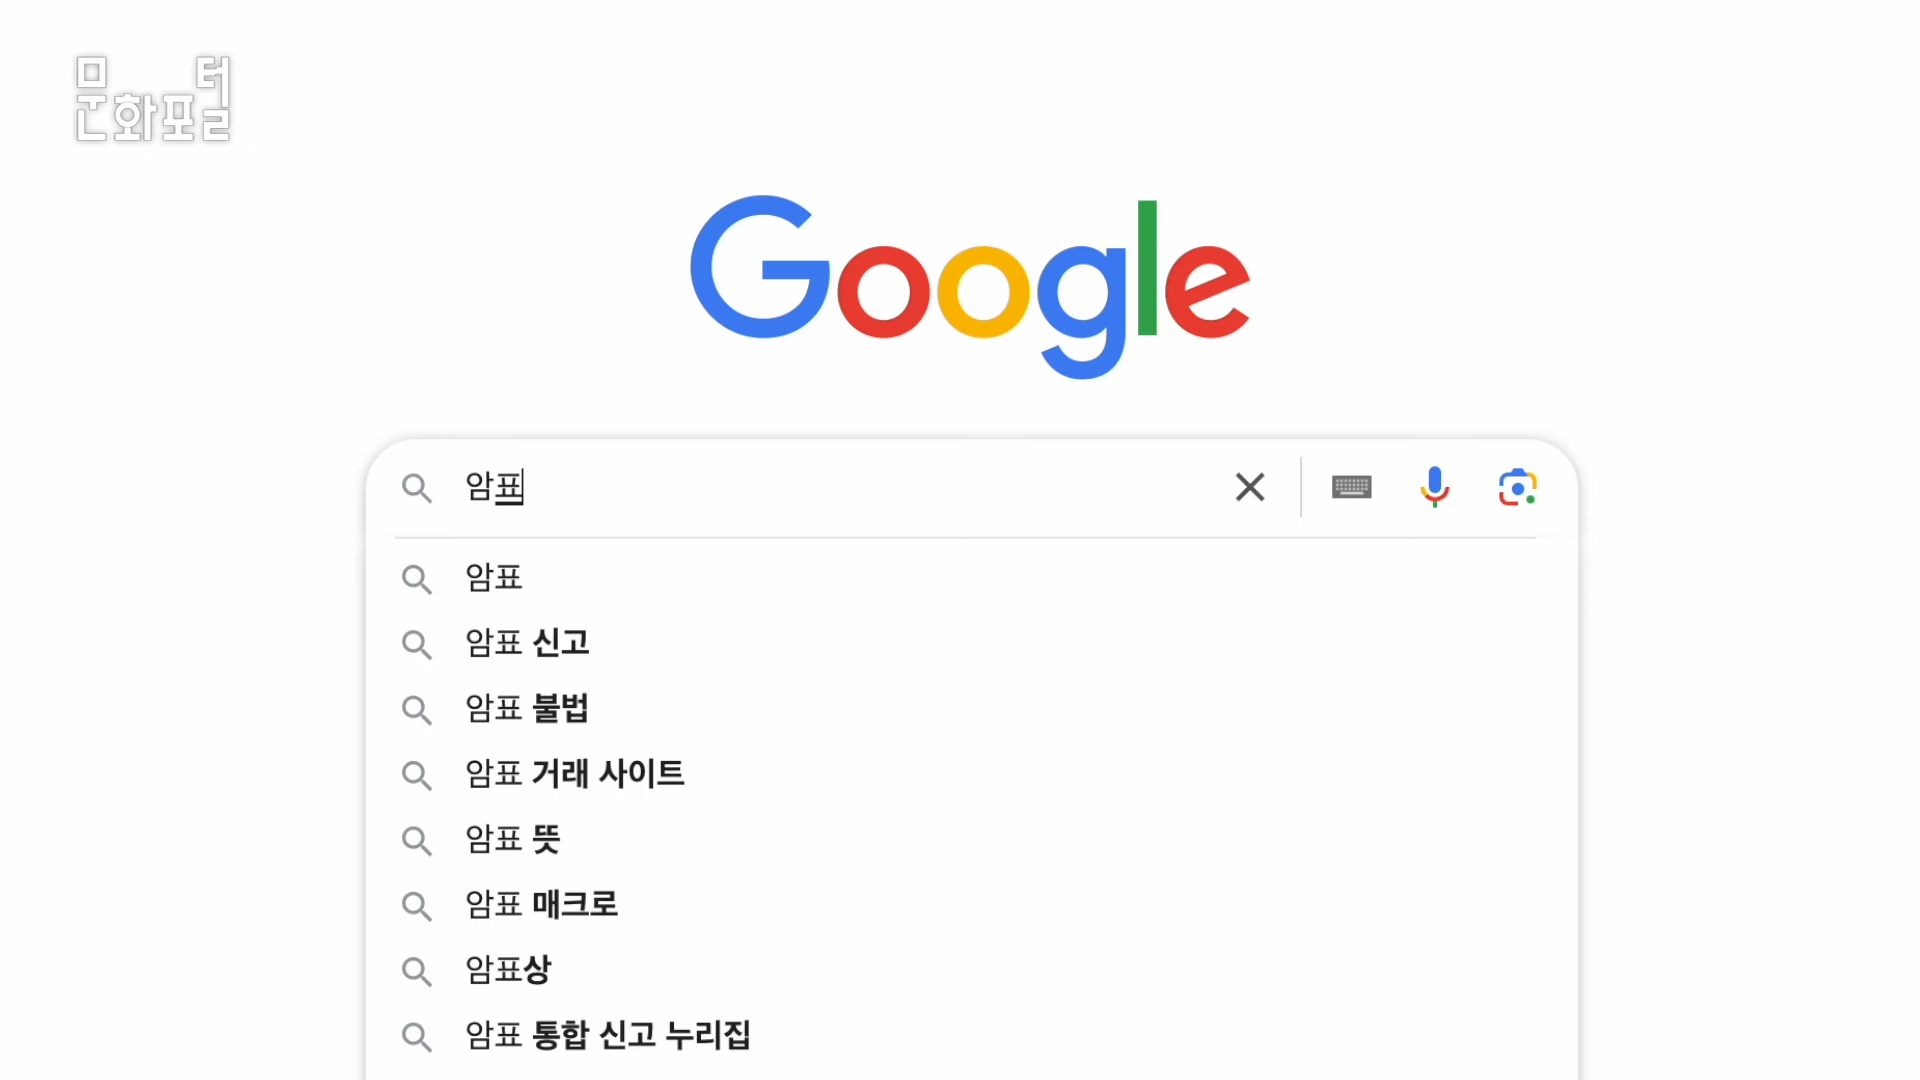 문화포털
Google
암표
암표
암표 신고
암표 불법
암표 거래 사이트
암표 뜻
암표 매크로
암표상
암표 통합 신고 누리집